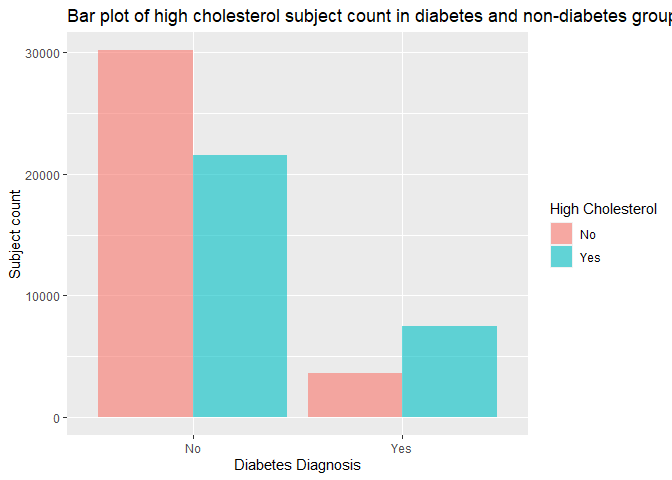 Bar plot of high cholesterol subject count in diabetes and non-diabetes group
30000
20000
10000
0
Subject count
No
Yes
Diabetes Diagnosis
High Cholesterol
No
Yes